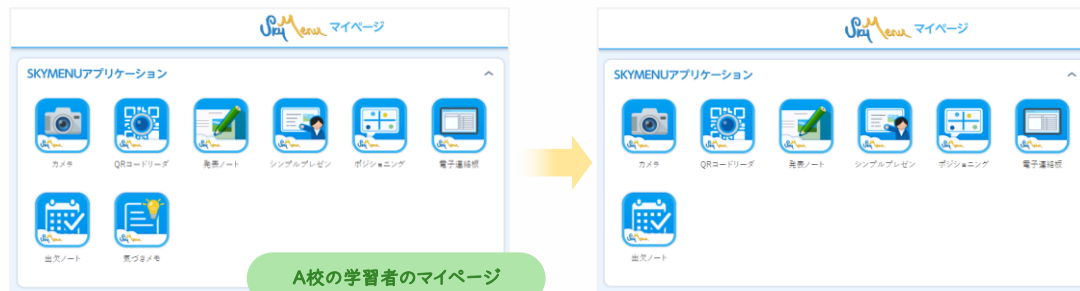 SkyMenu マイページ
SKYMENUアプリケーション
カメラ
QRコードリーダ
発表ノート
シンプルプレゼン
ポジショニング
電子連絡板
出欠ノート
気づきメモ
A校の学習者のマイページ
SkyMenu マイページ
SKYMENUアプリケーション
カメラ
QRコードリーダ
発表ノート
シンプルプレゼン
ポジショニング
電子連絡板
出欠ノート